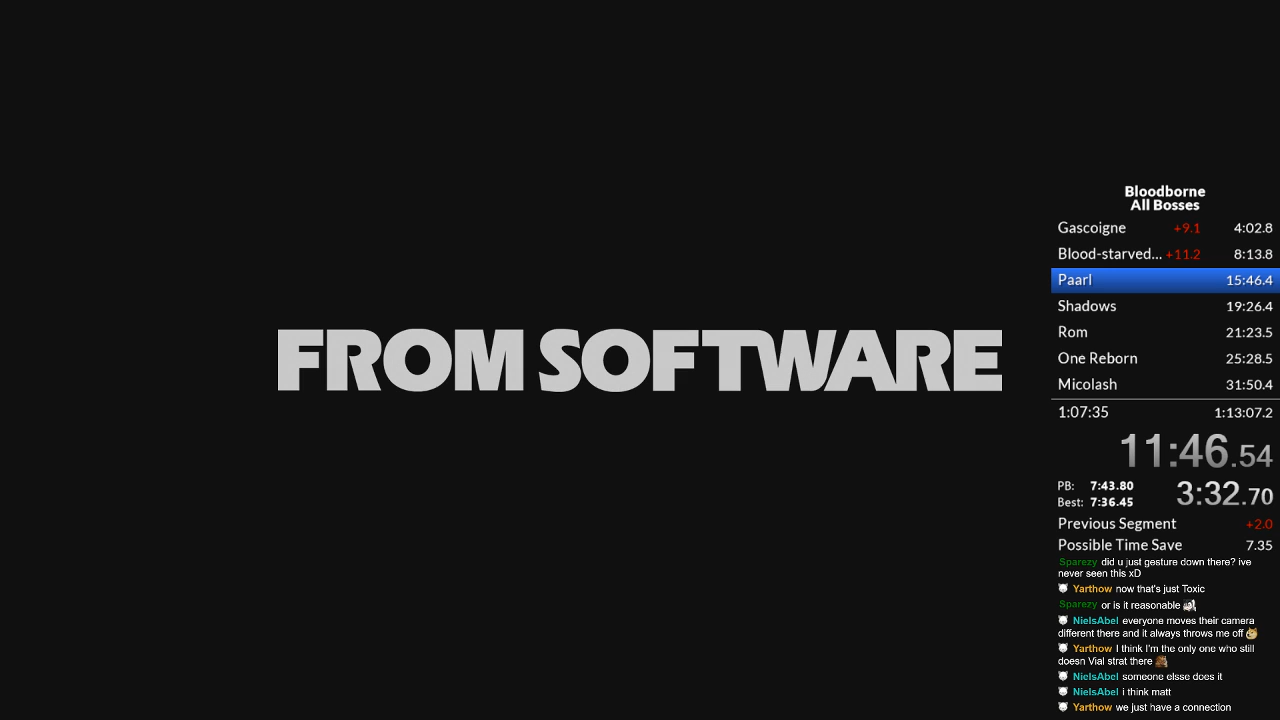 FROM SOFTWARE
Bloodborne
All Bosses
Gascoigne +9.1 4:02.8
Blood-starved... +11.2 8:13.8
Paarl 15:46.4
Shadows 19:26.4
Rom 21:23.5
One Reborn 25:28.5
Micolash 31:50.4
1:07:35 1:13:07.2
11:46.54
PB: 7:43.80 3:32.70
Best: 7:36.45
Previous Segment +2.0
Possible Time Save 7.35
Sparezy did u just gesture down there? ive
never seen this xD
Yarthow now that's just Toxic
Sparezy or is it reasonable
NielsAbel everyone moves their camera
different there and it always throws me off
Yarthow I think I'm the only one who still
doesn Vial strat there
NielsAbel someone elsse does it
NielsAbel i think matt
Yarthow we just have a connection